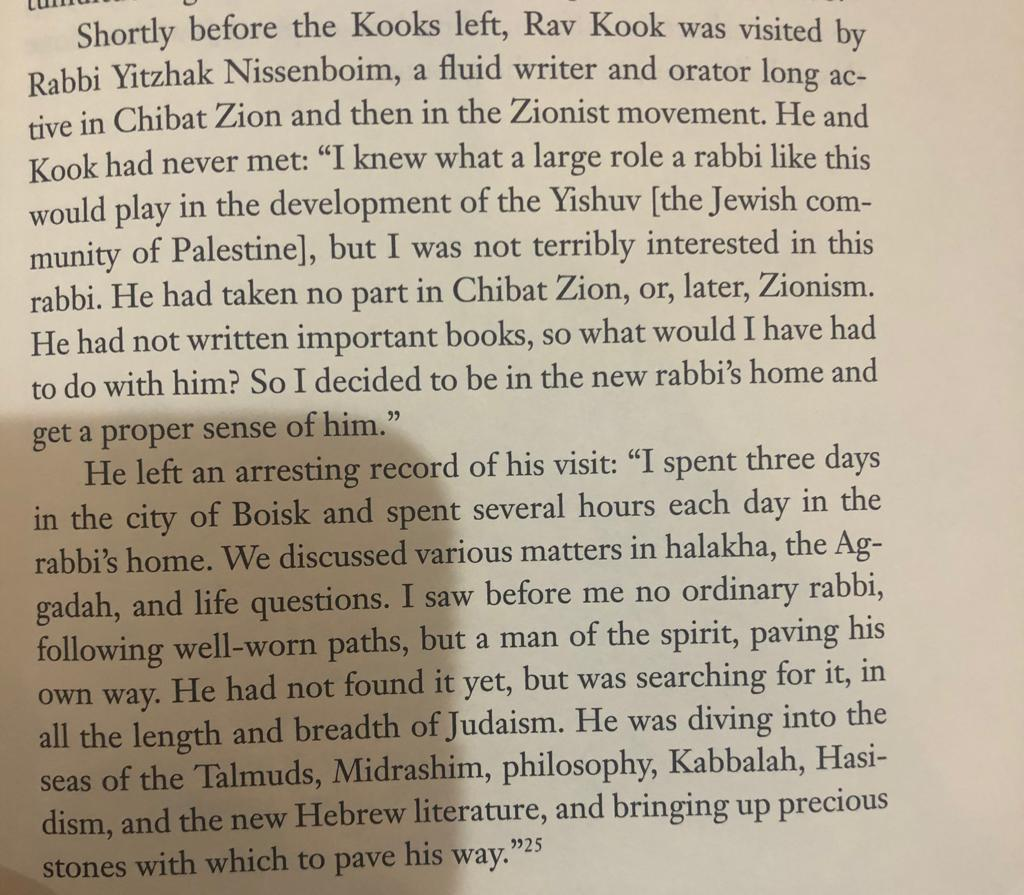 Shortly before the Kooks left, Rav Kook was visited by
Rabbi Yitzhak Nissenboim, a fluid writer and orator long ac-
tive in Chibat Zion and then in the Zionist movement. He and
Kook had never met: “I knew what a large role a rabbi like this
would play in the development of the Yishuv [the Jewish com-
munity of Palestine], but I was not terribly interested in this
rabbi. He had taken no part in Chibat Zion, or, later, Zionism.
He had not written important books, so what would I have had
to do with him? So I decided to be in the new rabbi’s home and
get a proper sense of him.”
He left an arresting record of his visit: “I spent three days
in the city of Boisk and spent several hours each day in the
rabbi’s home. We discussed various matters in halakha, the Ag-
gadah, and life questions. I saw before me no ordinary rabbi,
following well-worn paths, but a man of the spirit, paving his
own way. He had not found it yet, but was searching for it, in
all the length and breadth of Judaism. He was diving into the
seas of the Talmuds, Midrashim, philosophy, Kabbalah, Hasi-
dism, and the new Hebrew literature, and bringing up precious
stones with which to pave his way.”25